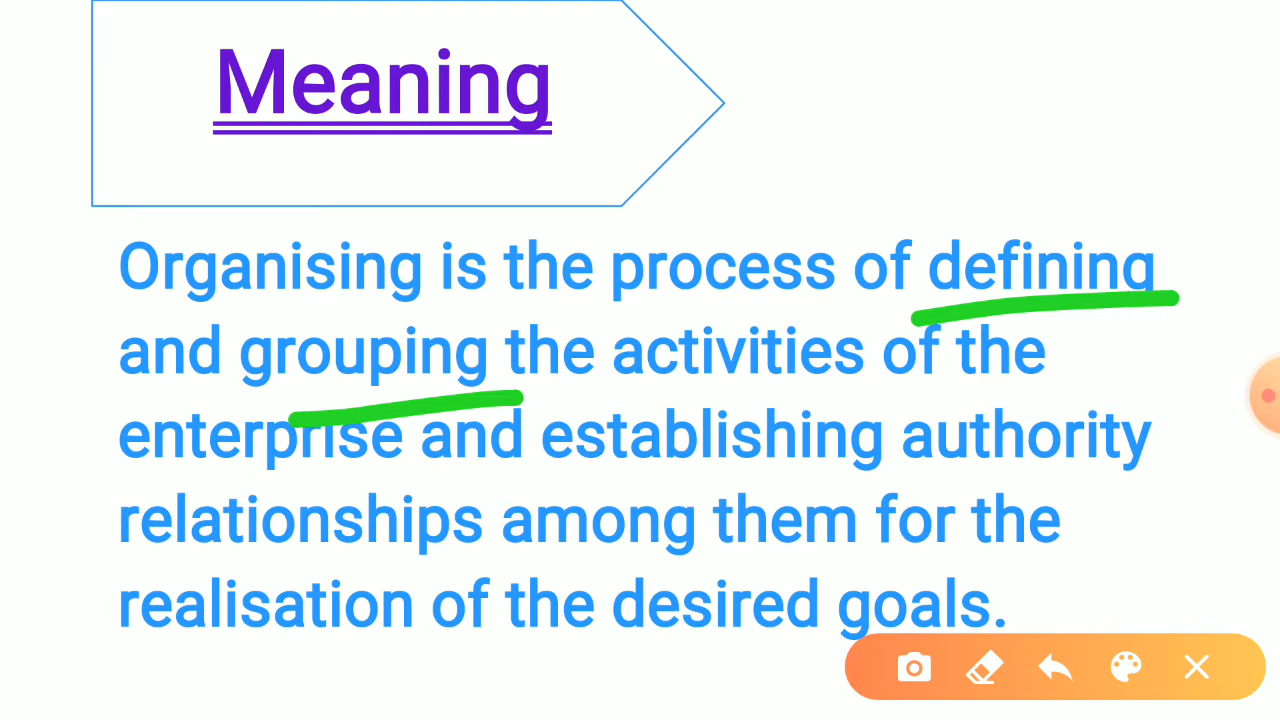 Meaning
Organising is the process of defining
and grouping the activities of the
enterprise and establishing authority
relationships among them for the
realisation of the desired goals.